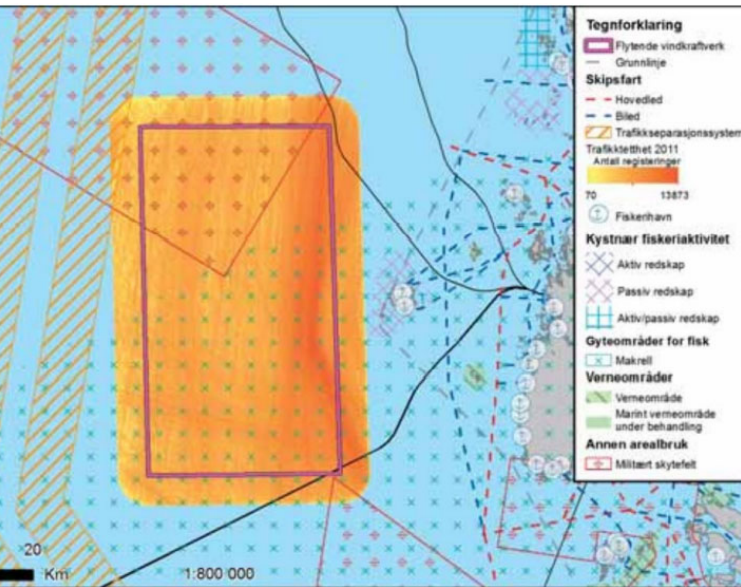 Tegnforklaring
Flytende vindkraftverk
Grunnlinje
Skipsfart
Hovedled
Biled
Trafikkseparasjonssystem
Trafikktetthet 2011
Antall registeringer
70 13873
Fiskerihavn
Kystnær fiskeriaktivitet
Aktiv redskap
Passiv redskap
Aktiv/passiv redskap
Gyteområder for fisk
Makrell
Verneområder
Verneområde
Marint verneområde
under behandling
Annen arealbruk
Militært skytefelt
20
Km 1:800 000